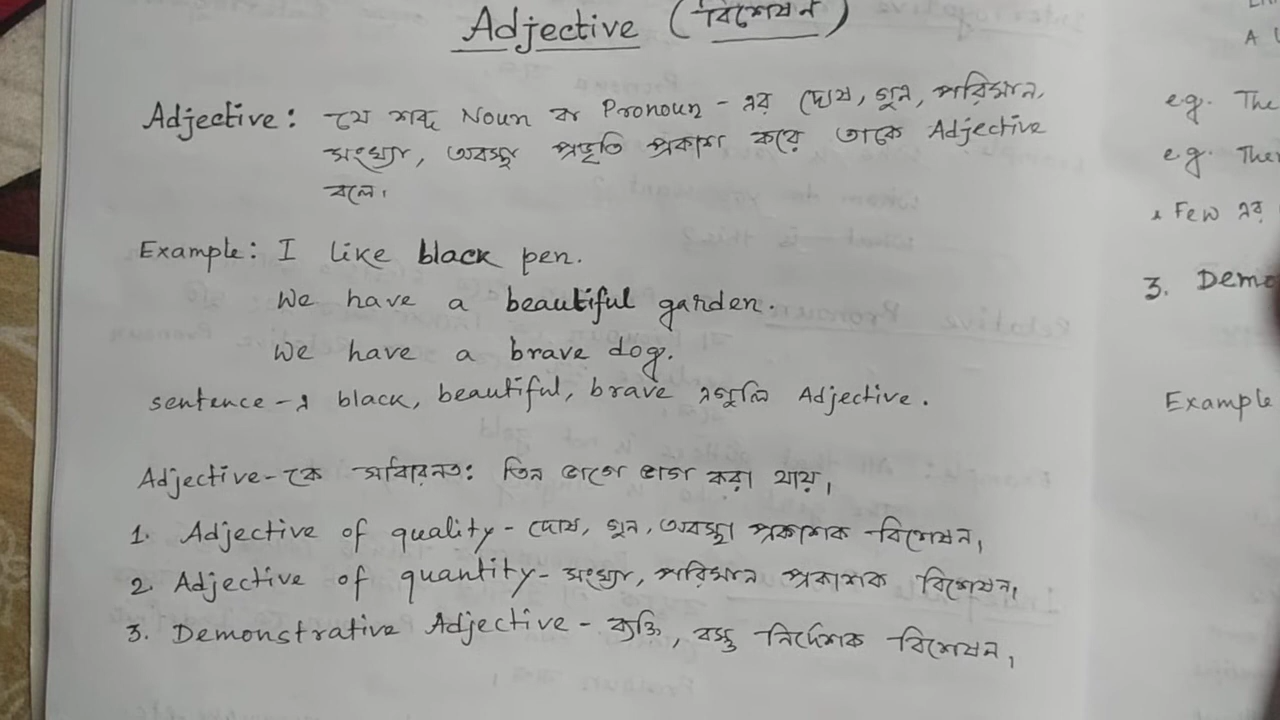 Adjective (বিশেষন)
A
Adjective: যে শব্দ Noun বা Pronoun-এর দোষ, গুন, পরিমান,
সংখ্যা, অবস্থা প্রভৃতি প্রকাশ করে তাকে Adjective
বলে।
Example: I like black pen.
We have a beautiful garden.
We have a brave dog.
sentence-এ black, beautiful, brave এগুলি Adjective.
Adjective-কে সাধারনত: তিন ভাগে ভাগ করা যায়।
1. Adjective of quality - দোষ, গুন, অবস্থা প্রকাশক বিশেষন।
2 Adjective of quantity - সংখ্যা, পরিমান প্রকাশক বিশেষন।
3. Demonstrative Adjective - ব্যক্তি, বস্তু নির্দেশক বিশেষন।
eg. The
eg.
Few এর
3. Demo
Example